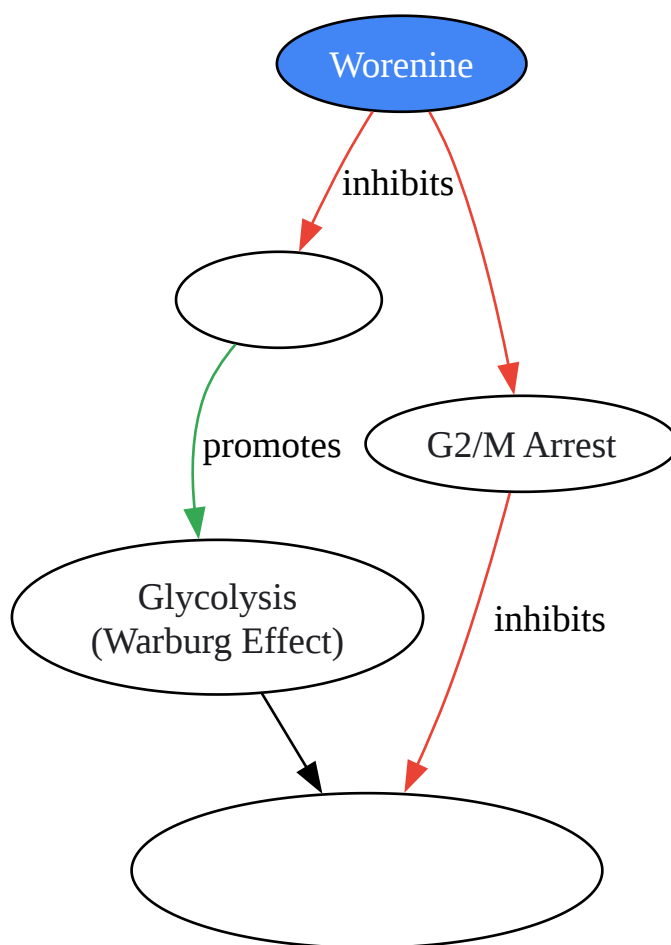 Worenine
inhibits
promotes
G2/M Arrest
Glycolysis
(Warburg Effect)
inhibits